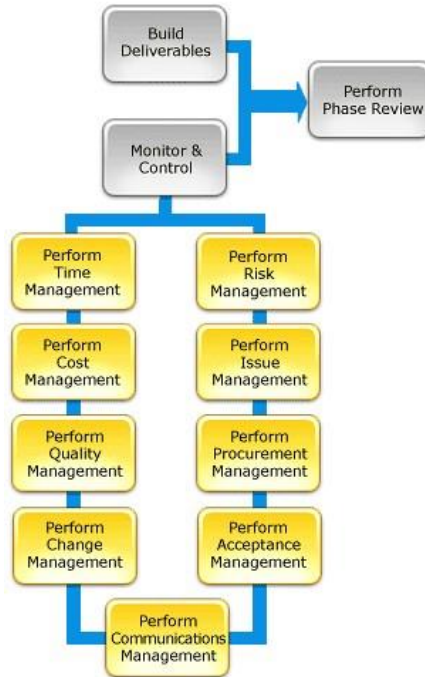 Build
Deliverables
Perform
Phase Review
Monitor &
Control
Perform
Time
Management
Perform
Risk
Management
Perform
Cost
Management
Perform
Issue
Management
Perform
Quality
Management
Perform
Procurement
Management
Perform
Change
Management
Perform
Acceptance
Management
Perform
Communications
Management